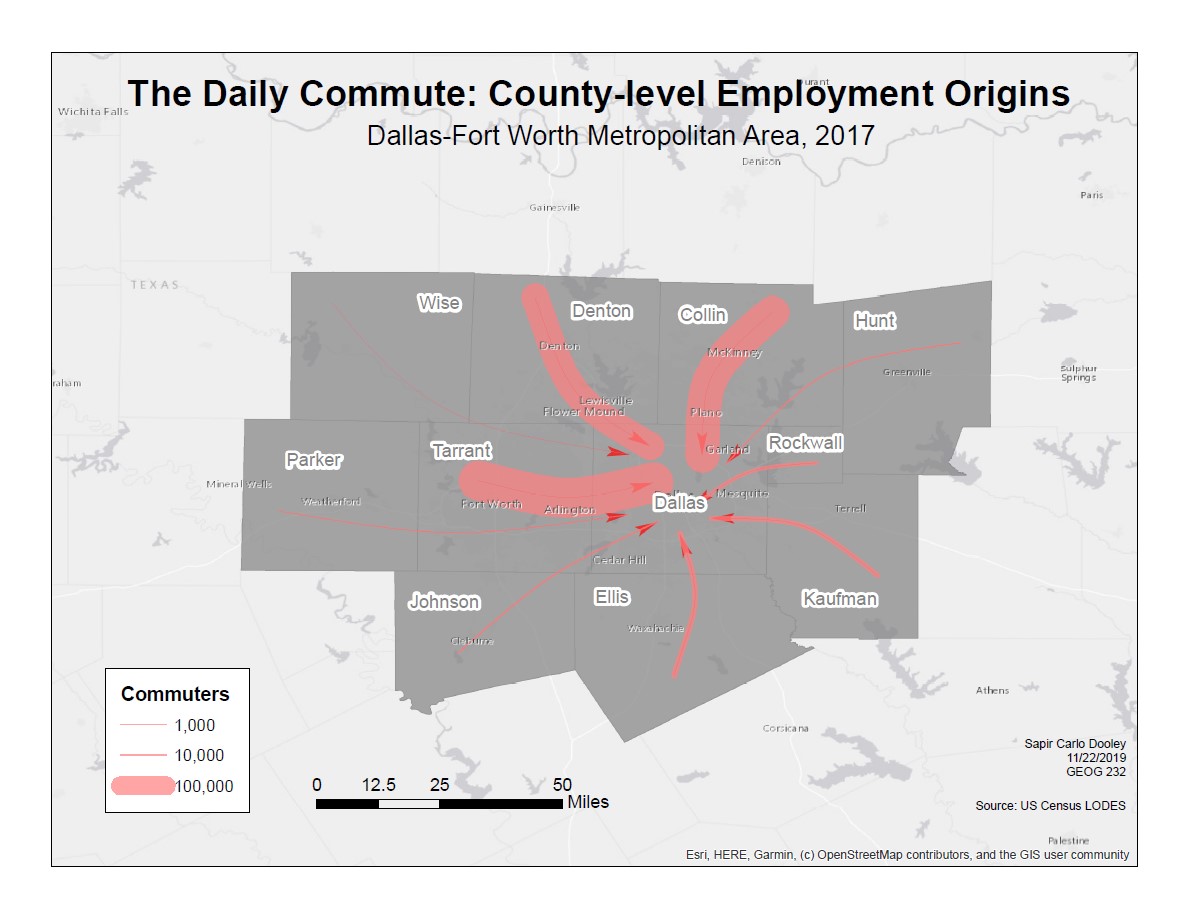 The Daily Commute: County-level Employment Origins
Dallas-Fort Worth Metropolitan Area, 2017
Durant
Wichita Falls
Denison
Paris
Gainesville
TEXAS
Wise
Denton
Collin
Hunt
Denton
McKinney
Greenville
Sulphur
Springs
raham
Lewisville
Flower Mound
Plano
Tarrant
Garland
Rockwall
Parker
Mineral Wells
Weatherford
Fort Worth
Arlington
Dallas
Mesquite
Terrell
Cedar Hill
Johnson
Ellis
Kaufman
Waxahachie
Cleburne
Athens
Corsicana
Commuters
1,000
10,000
100,000
0 12.5 25 50
Miles
Sapir Carlo Dooley
11/22/2019
GEOG 232
Source: US Census LODES
Palestine
Esri, HERE, Garmin, (c) OpenStreetMap contributors, and the GIS user community